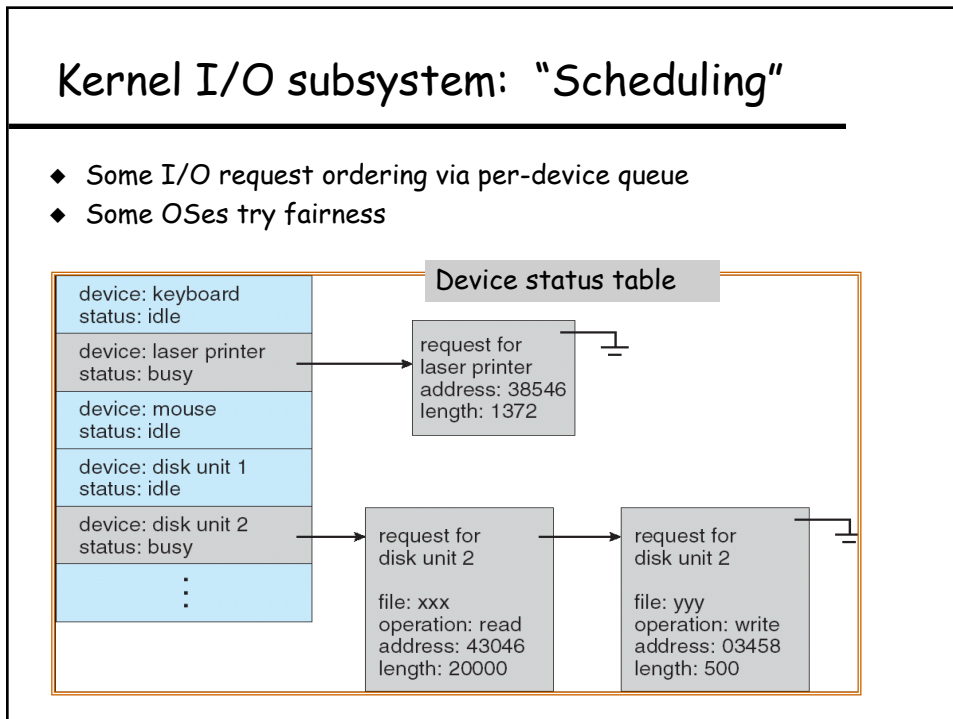 Kernel I/O subsystem: “Scheduling”
◆ Some I/O request ordering via per-device queue
◆ Some OSes try fairness
Device status table
device: keyboard
status: idle
device: laser printer
status: busy
device: mouse
status: idle
device: disk unit 1
status: idle
device: disk unit 2
status: busy
⋮
request for
laser printer
address: 38546
length: 1372
request for
disk unit 2
file: xxx
operation: read
address: 43046
length: 20000
request for
disk unit 2
file: yyy
operation: write
address: 03458
length: 500